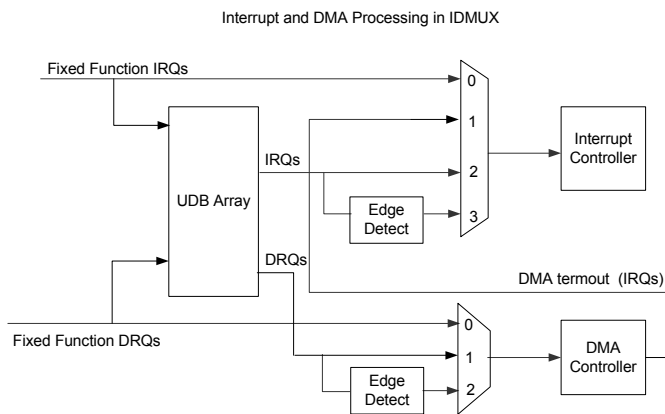 Interrupt and DMA Processing in IDMUX
Fixed Function IRQs
0
1
2
3
Interrupt
Controller
UDB Array
IRQs
Edge
Detect
DRQs
DMA termout (IRQs)
Fixed Function DRQs
0
1
2
Edge
Detect
DMA
Controller